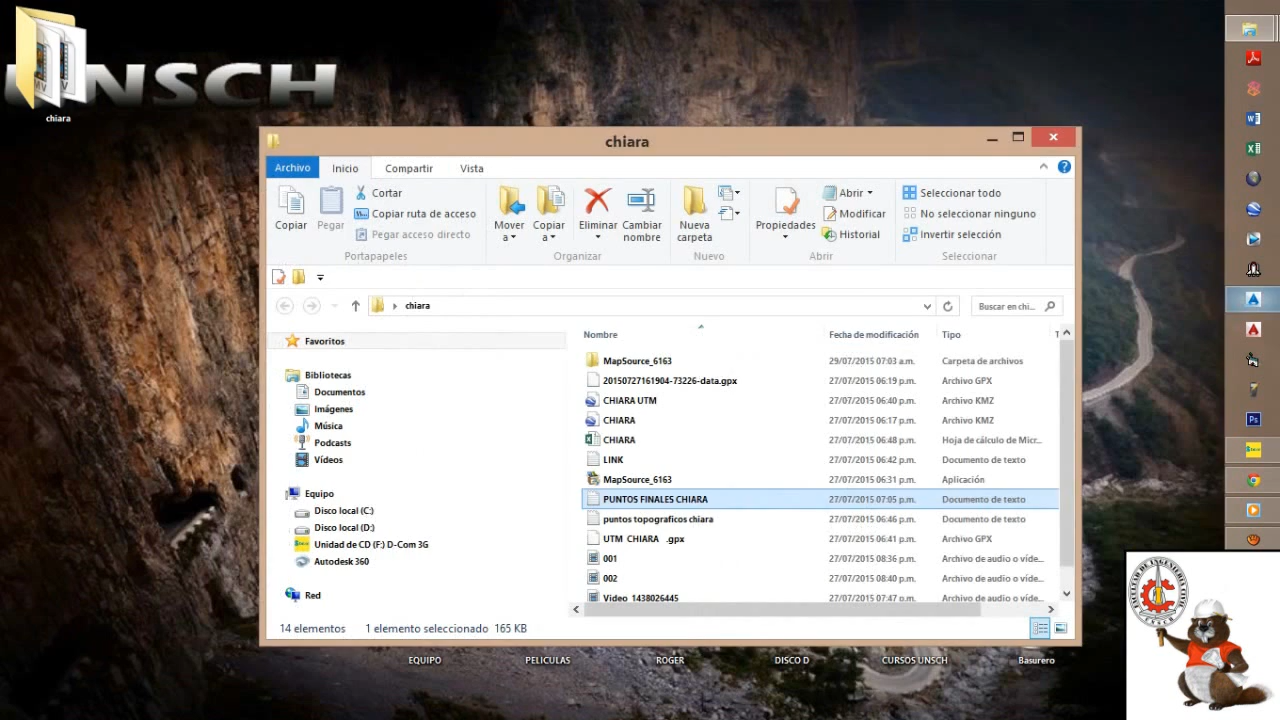 UNSCH
chiara
chiara
Archivo Inicio Compartir Vista
Copiar
Pegar
Cortar
Copiar ruta de acceso
Pegar acceso directo
Portapapeles
Mover a
Copiar a
Eliminar
Cambiar nombre
Organizar
Nueva carpeta
Nuevo
Propiedades
Abrir
Modificar
Historial
Abrir
Seleccionar todo
No seleccionar ninguno
Invertir selección
Seleccionar
chiara
Buscar en chi...
Favoritos
Bibliotecas
Documentos
Imágenes
Música
Podcasts
Vídeos
Equipo
Disco local (C:)
Disco local (D:)
Unidad de CD (F:) D-Com 3G
Autodesk 360
Red
Nombre Fecha de modificación Tipo T
MapSource_6163 29/07/2015 07:03 a.m. Carpeta de archivos
20150727161904-73226-data.gpx 27/07/2015 06:19 p.m. Archivo GPX
CHIARA UTM 27/07/2015 06:40 p.m. Archivo KMZ
CHIARA 27/07/2015 06:17 p.m. Archivo KMZ
CHIARA 27/07/2015 06:48 p.m. Hoja de cálculo de Micr...
LINK 27/07/2015 06:42 p.m. Documento de texto
MapSource_6163 27/07/2015 06:31 p.m. Aplicación
PUNTOS FINALES CHIARA 27/07/2015 07:05 p.m. Documento de texto
puntos topograficos chiara 27/07/2015 06:46 p.m. Documento de texto
UTM CHIARA .gpx 27/07/2015 06:41 p.m. Archivo GPX
001 27/07/2015 08:36 p.m. Archivo de audio o víde...
002 27/07/2015 08:40 p.m. Archivo de audio o víde...
Video_1438026445 27/07/2015 07:47 p.m. Archivo de audio o víde...
14 elementos 1 elemento seleccionado 165 KB
EQUIPO PELICULAS ROGER DISCO D CURSOS UNSCH Basurero
Ps